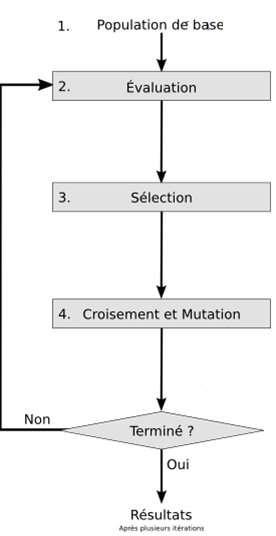 1. Population de base
2. Évaluation
3. Sélection
4. Croisement et Mutation
Terminé ?
Non
Oui
Résultats
Après plusieurs itérations